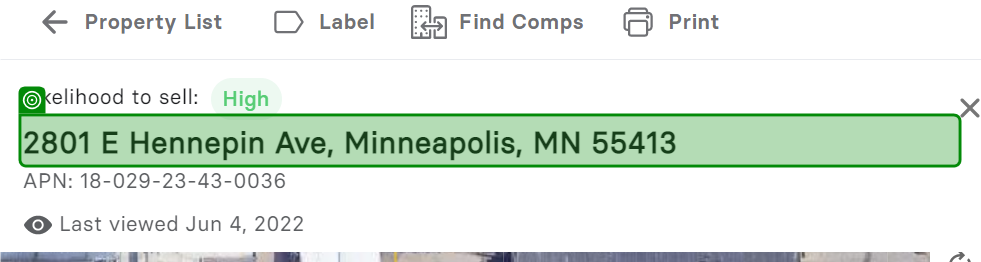 Property List Label Find Comps Print
kelihood to sell: High
2801 E Hennepin Ave, Minneapolis, MN 55413
APN: 18-029-23-43-0036
Last viewed Jun 4, 2022